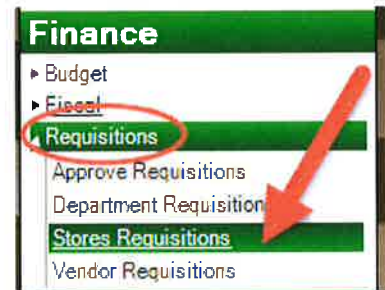 Finance
Budget
Fiscal
Requisitions
Approve Requisitions
Department Requisition
Stores Requisitions
Vendor Requisitions